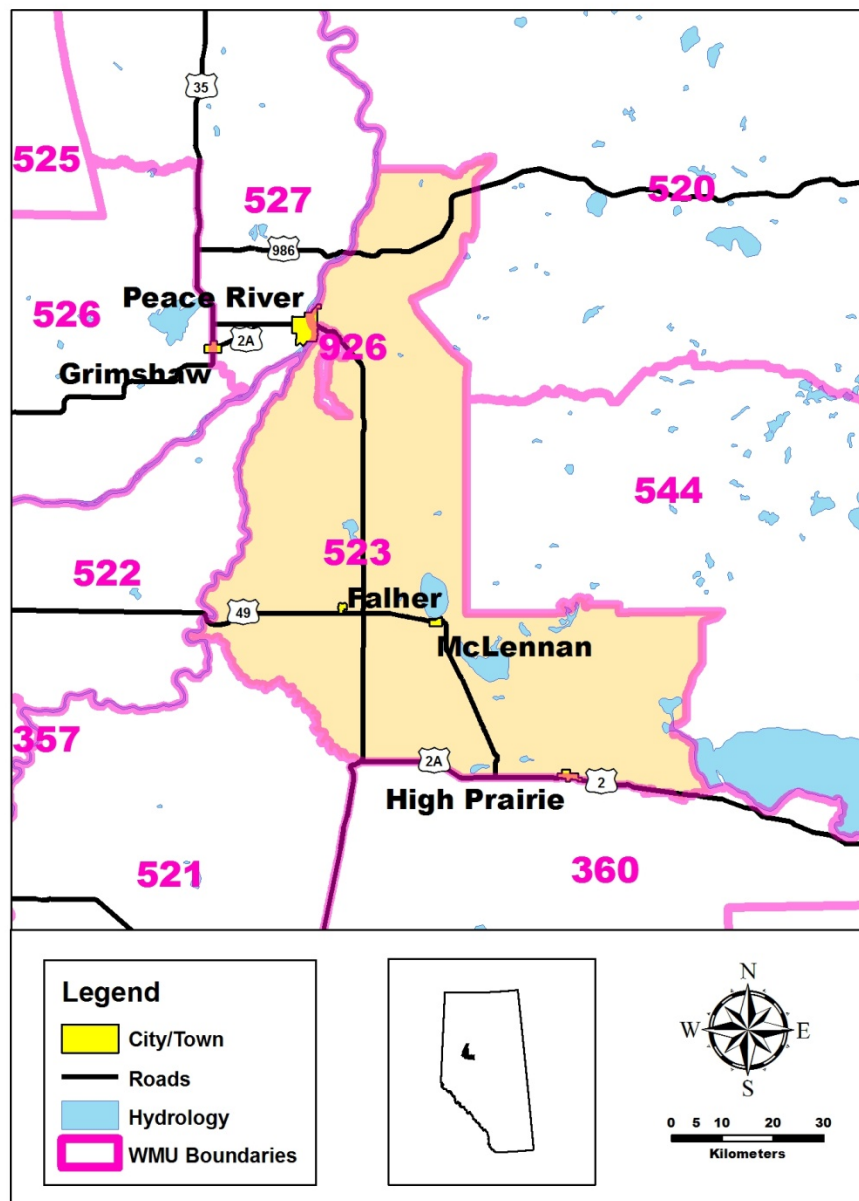 35
525
520
527
986
Peace River
526
2A
926
Grimshaw
544
523
522
Falher
49
McLennan
357
2A
2
High Prairie
521
360
Legend
City/Town
Roads
Hydrology
WMU Boundaries
N
W E
S
0 5 10 20 30
Kilometers